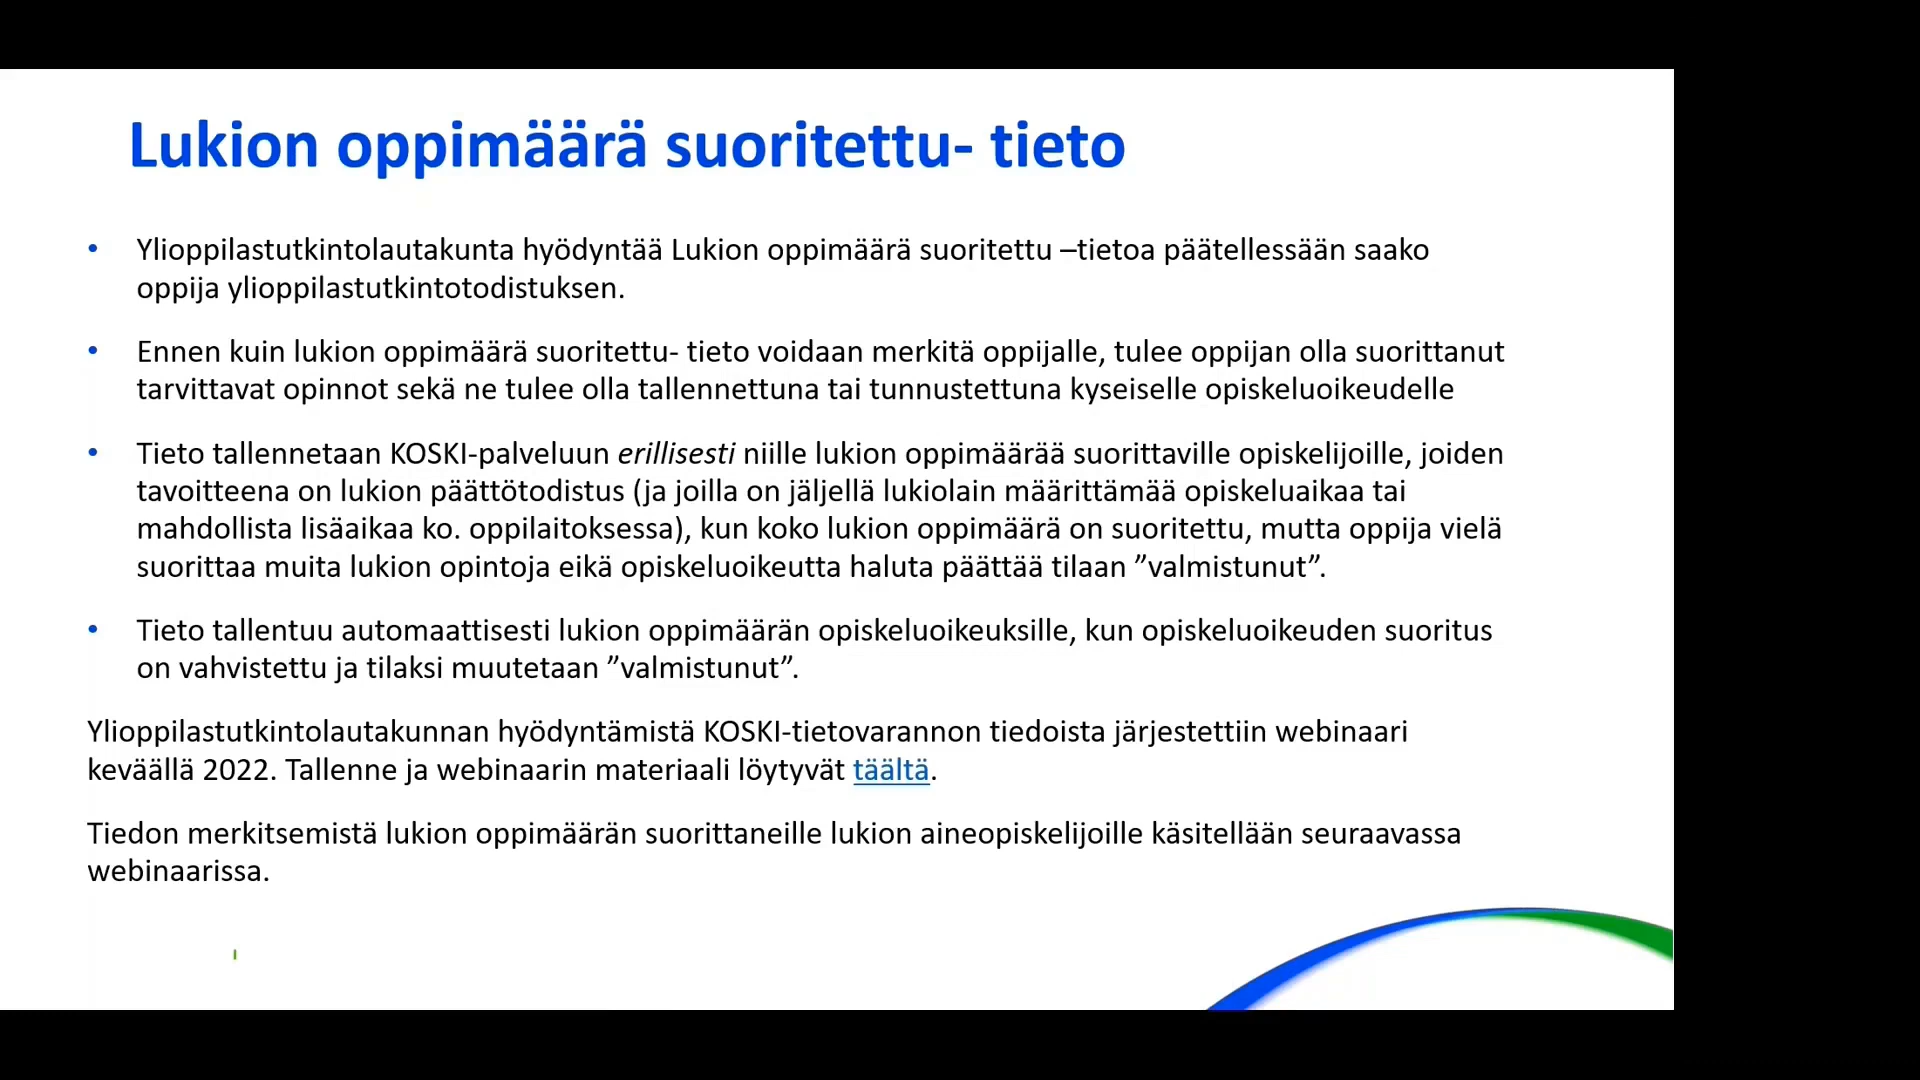 Lukion oppimäärä suoritettu- tieto
• Ylioppilastutkintolautakunta hyödyntää Lukion oppimäärä suoritettu –tietoa päätellessään saako
oppija ylioppilastutkintotodistuksen.
• Ennen kuin lukion oppimäärä suoritettu- tieto voidaan merkitä oppijalle, tulee oppijan olla suorittanut
tarvittavat opinnot sekä ne tulee olla tallennettuna tai tunnustettuna kyseiselle opiskeluoikeudelle
• Tieto tallennetaan KOSKI-palveluun erillisesti niille lukion oppimäärää suorittaville opiskelijoille, joiden
tavoitteena on lukion päättötodistus (ja joilla on jäljellä lukiolain määrittämää opiskeluaikaa tai
mahdollista lisäaikaa ko. oppilaitoksessa), kun koko lukion oppimäärä on suoritettu, mutta oppija vielä
suorittaa muita lukion opintoja eikä opiskeluoikeutta haluta päättää tilaan ”valmistunut”.
• Tieto tallentuu automaattisesti lukion oppimäärän opiskeluoikeuksille, kun opiskeluoikeuden suoritus
on vahvistettu ja tilaksi muutetaan ”valmistunut”.
Ylioppilastutkintolautakunnan hyödyntämistä KOSKI-tietovarannon tiedoista järjestettiin webinaari
keväällä 2022. Tallenne ja webinaarin materiaali löytyvät täältä.
Tiedon merkitsemistä lukion oppimäärän suorittaneille lukion aineopiskelijoille käsitellään seuraavassa
webinaarissa.